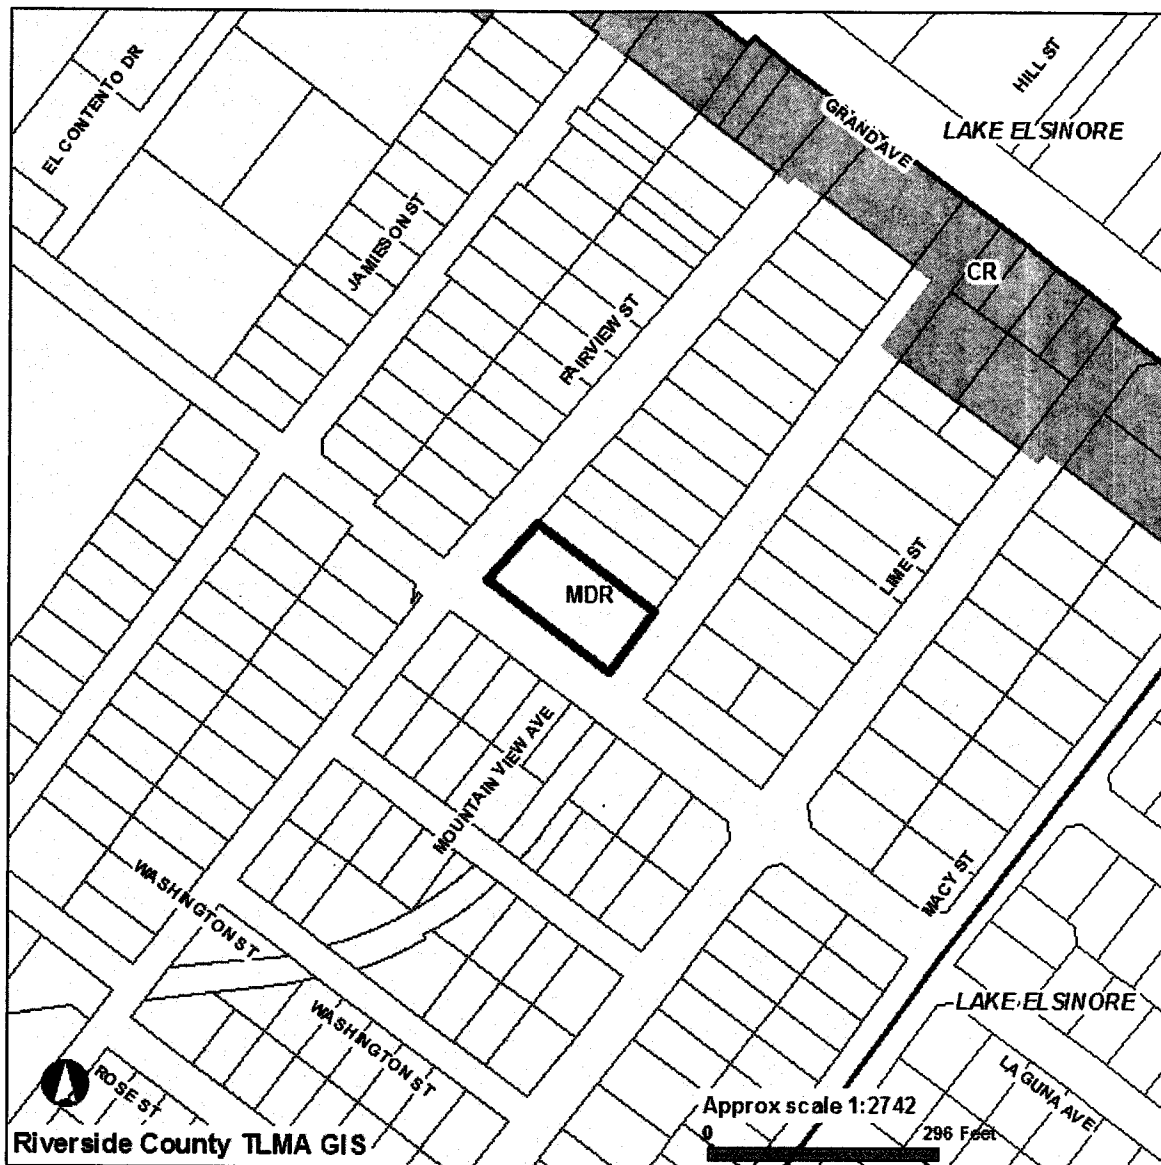 EL CONTENTO DR
HILL ST
GRAND AVE
LAKE ELSINORE
JAMIESON ST
CR
FAIRVIEW ST
LIME ST
MDR
MOUNTAIN VIEW AVE
WASHINGTON ST
MACY ST
LAKE ELSINORE
WASHINGTON ST
LAGUNA AVE
ROSE ST
Approx scale 1:2742
0 296 Feet
Riverside County TLMA GIS